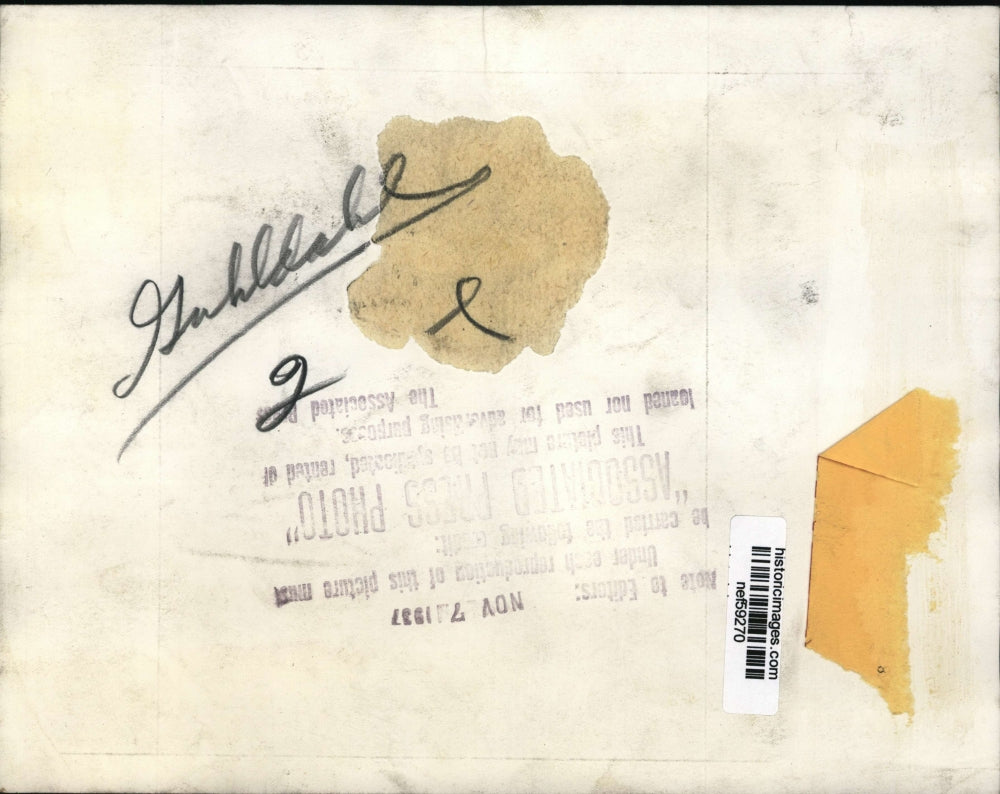 2
NOV 7 1937
Note to Editors:
Under each reproduction of this picture must
be carried the following credit:
"ASSOCIATED PRESS PHOTO"
This picture may not be syndicated, rented or
loaned nor used for advertising purposes.
The Associated Press
historicimages.com
nef59270